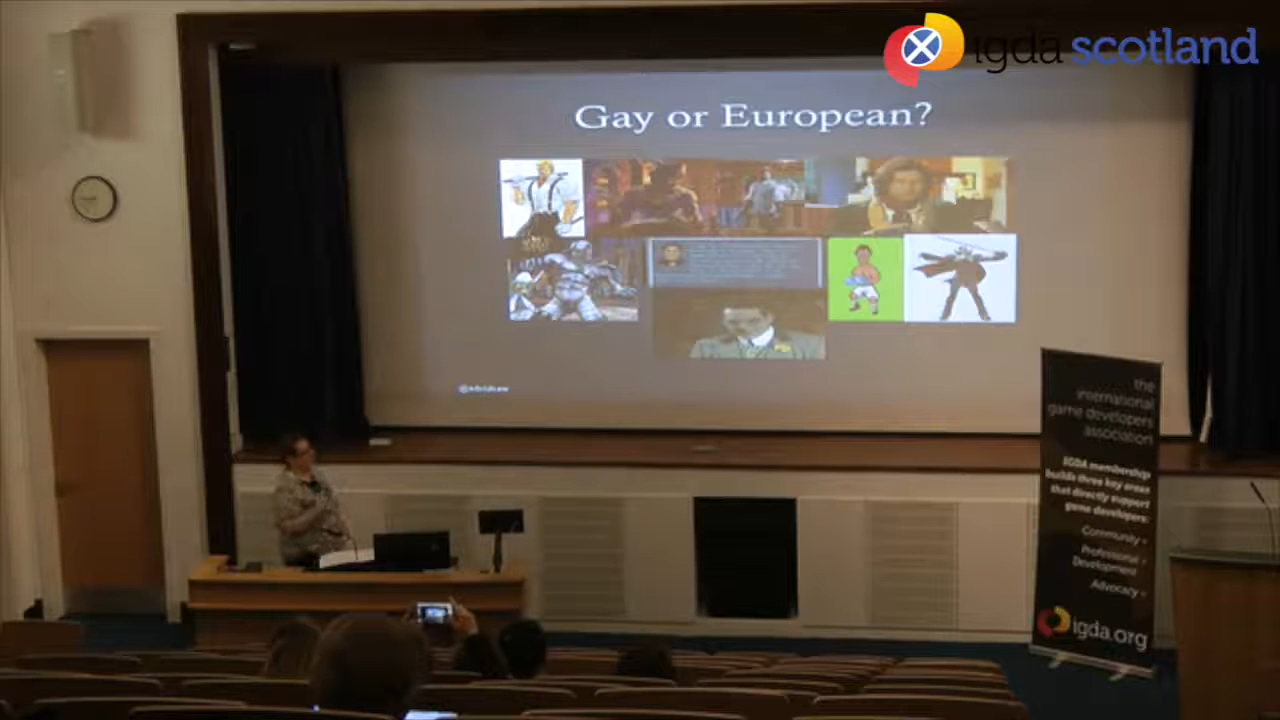 igda scotland
Gay or European?
the
international
game developers
association
IGDA membership
builds three key areas
that directly support
game developers:
Community
Professional
Development
Advocacy
igda.org